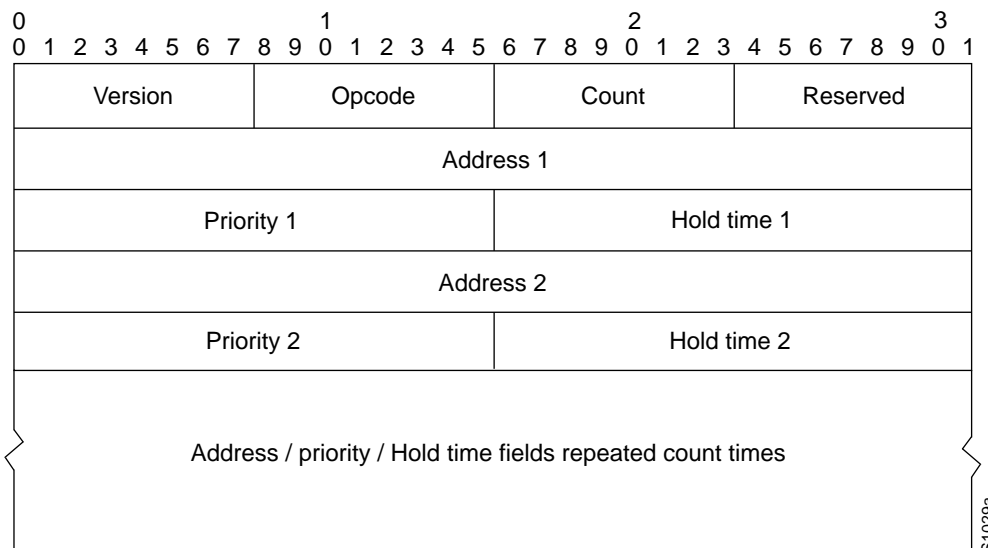 0 1 2 3
0 1 2 3 4 5 6 7 8 9 0 1 2 3 4 5 6 7 8 9 0 1 2 3 4 5 6 7 8 9 0 1
Version Opcode Count Reserved
Address 1
Priority 1 Hold time 1
Address 2
Priority 2 Hold time 2
Address / priority / Hold time fields repeated count times